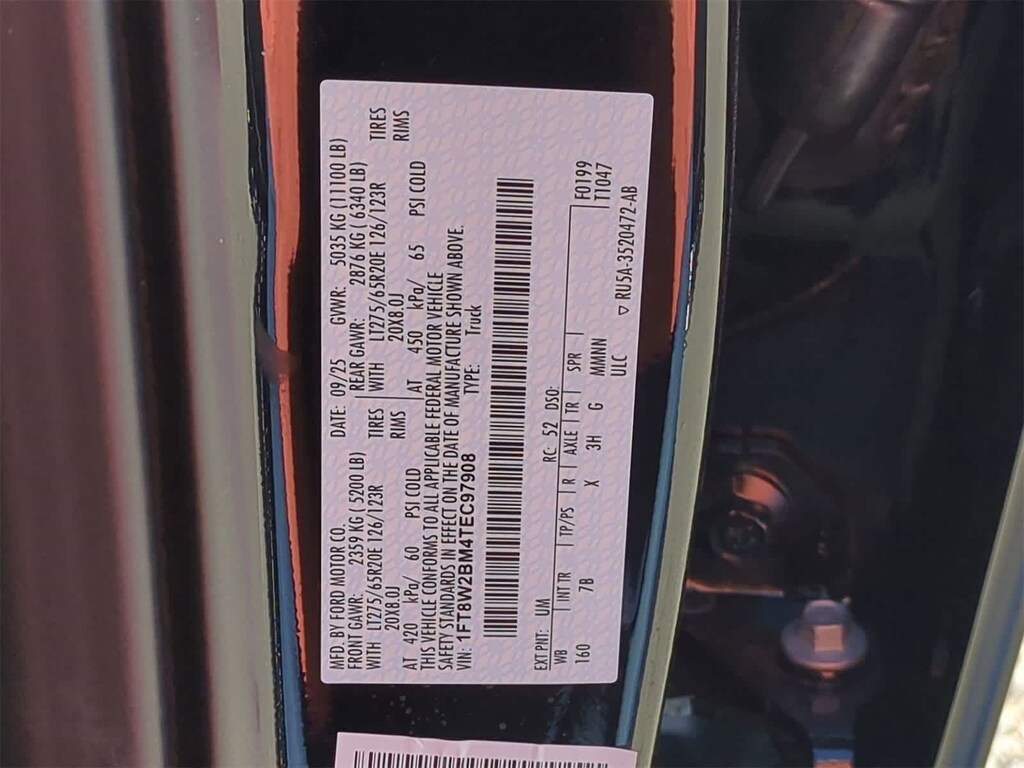 MFD. BY FORD MOTOR CO. DATE: 09/25 GVWR: 5035 KG (11100 LB)
FRONT GAWR: 2359 KG ( 5200 LB) REAR GAWR: 2876 KG ( 6340 LB)
WITH LT275/65R20E 126/123R TIRES WITH LT275/65R20E 126/123R TIRES
20X8.0J RIMS 20X8.0J RIMS
AT 420 kPa/ 60 PSI COLD AT 450 kPa/ 65 PSI COLD
THIS VEHICLE CONFORMS TO ALL APPLICABLE FEDERAL MOTOR VEHICLE
SAFETY STANDARDS IN EFFECT ON THE DATE OF MANUFACTURE SHOWN ABOVE.
VIN: 1FT8W2BM4TEC97908 TYPE: Truck
EXT PNT: UM RC: 52 DSO: F0199
WB INT TR TP/PS R AXLE TR SPR T1047
160 7B X 3H G MMNN
ULC ▽ RU5A-3520472-AB